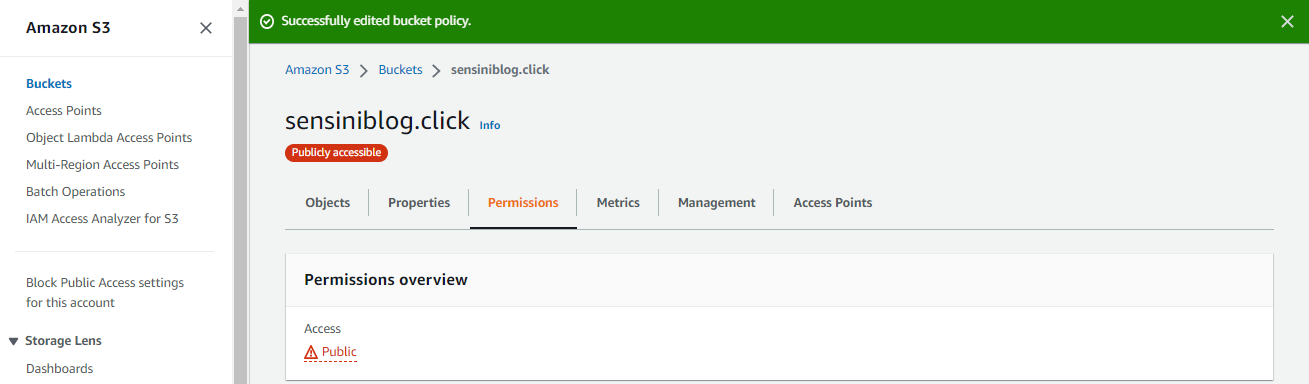 Amazon S3
Buckets
Access Points
Object Lambda Access Points
Multi-Region Access Points
Batch Operations
IAM Access Analyzer for S3
Block Public Access settings
for this account
Storage Lens
Dashboards
Successfully edited bucket policy.
Amazon S3 > Buckets > sensiniblog.click
sensiniblog.click Info
Publicly accessible
Objects Properties Permissions Metrics Management Access Points
Permissions overview
Access
Public